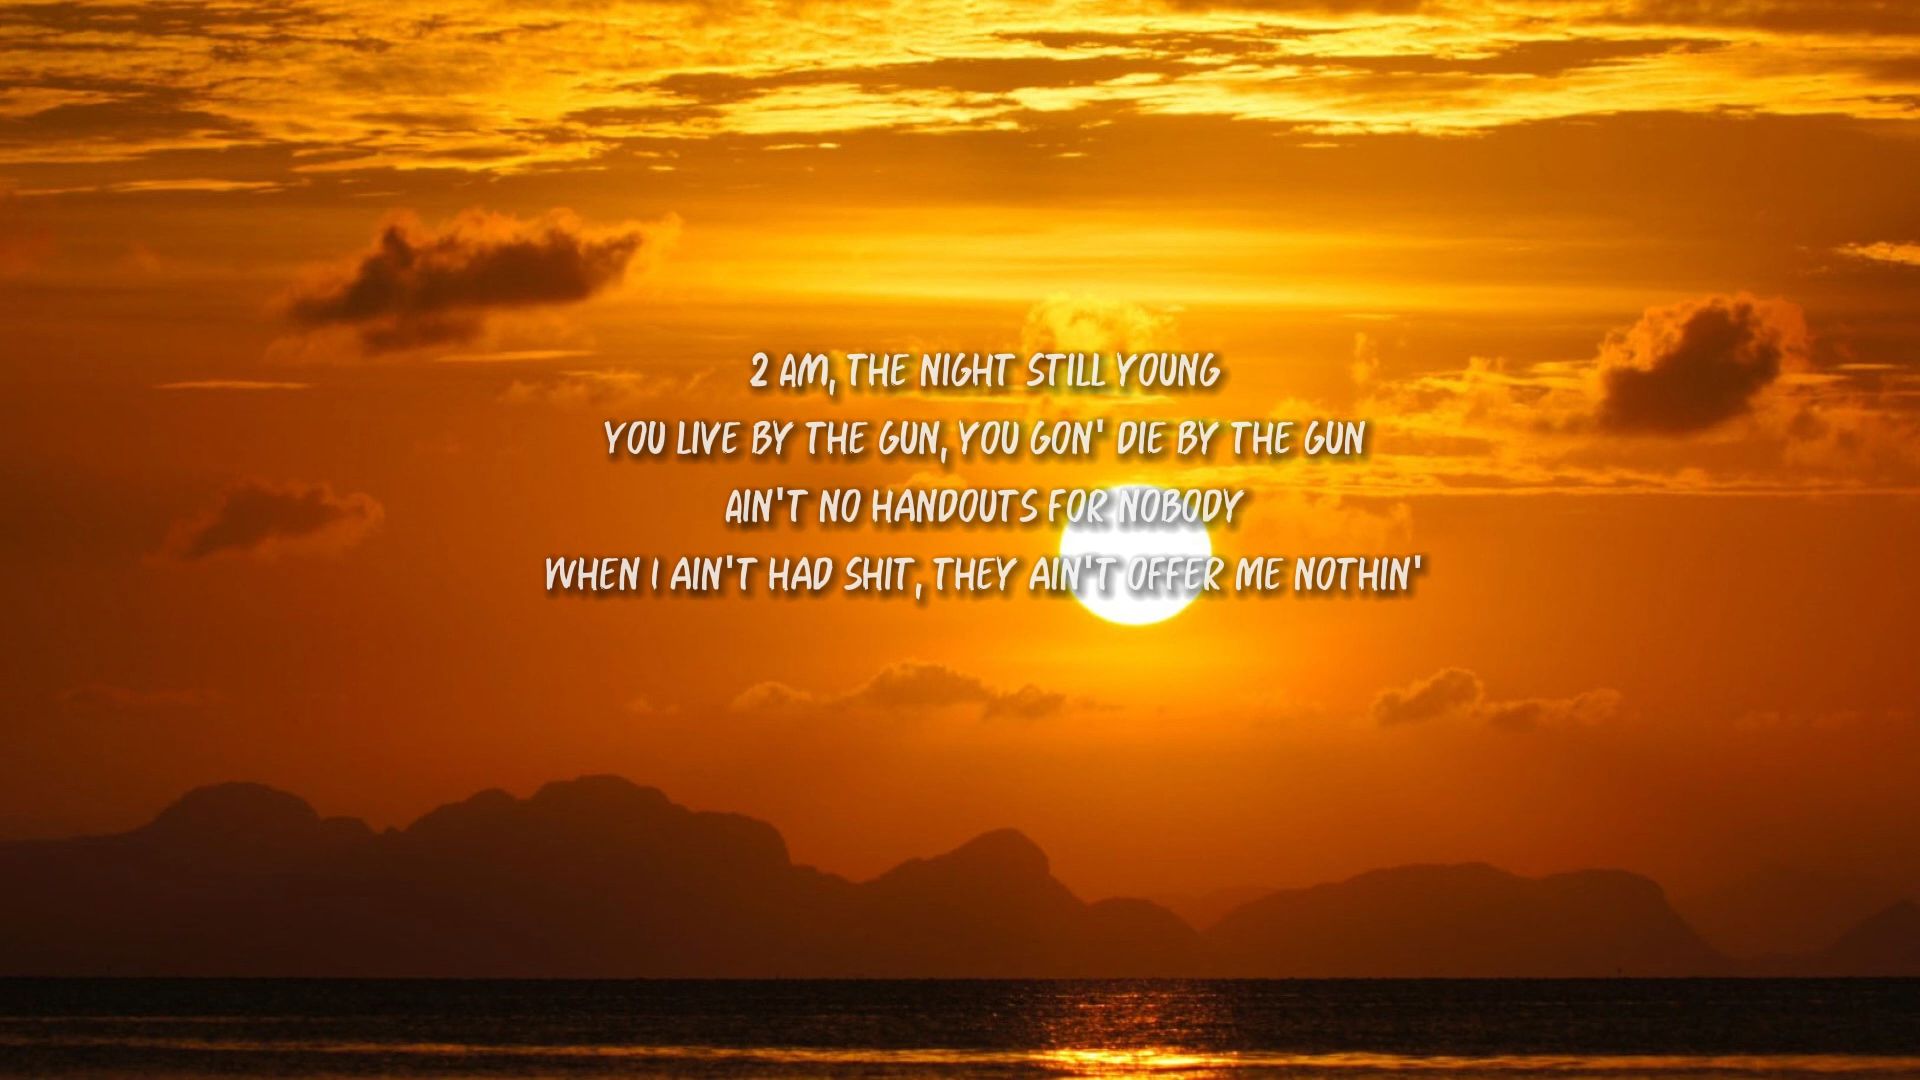 2 AM, THE NIGHT STILL YOUNG
YOU LIVE BY THE GUN, YOU GON' DIE BY THE GUN
AIN'T NO HANDOUTS FOR NOBODY
WHEN I AIN'T HAD SHIT, THEY AIN'T OFFER ME NOTHIN'